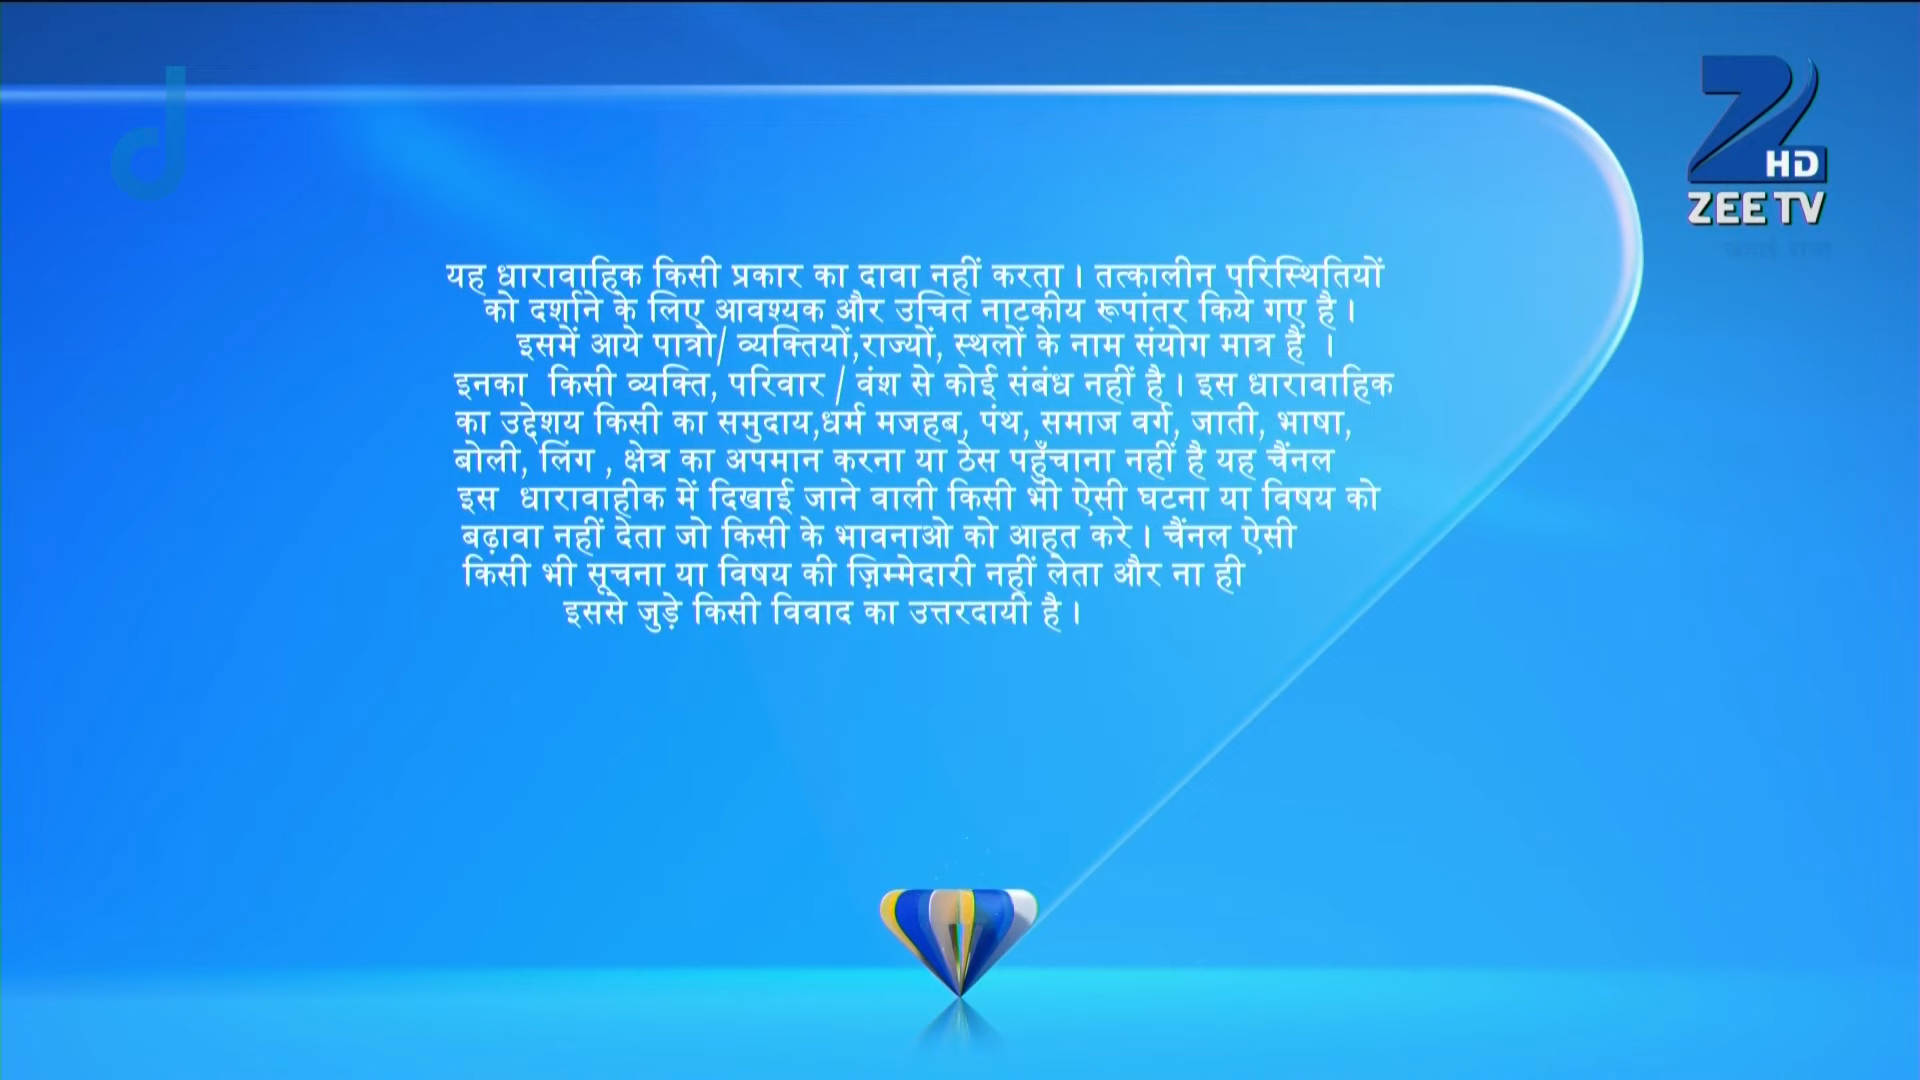 HD
ZEE TV
यह धारावाहिक किसी प्रकार का दावा नहीं करता । तत्कालीन परिस्थितियों
को दर्शाने के लिए आवश्यक और उचित नाटकीय रूपांतर किये गए है ।
इसमें आये पात्रो/ व्यक्तियों,राज्यों, स्थलों के नाम संयोग मात्र है ।
इनका किसी व्यक्ति, परिवार / वंश से कोई संबंध नहीं है । इस धारावाहिक
का उद्देशय किसी का समुदाय,धर्म मजहब, पंथ, समाज वर्ग, जाती, भाषा,
बोली, लिंग , क्षेत्र का अपमान करना या ठेस पहुँचाना नहीं है यह चैंनल
इस धारावाहीक में दिखाई जाने वाली किसी भी ऐसी घटना या विषय को
बढ़ावा नहीं देता जो किसी के भावनाओ को आहत करे । चैंनल ऐसी
किसी भी सूचना या विषय की ज़िम्मेदारी नहीं लेता और ना ही
इससे जुड़े किसी विवाद का उत्तरदायी है ।